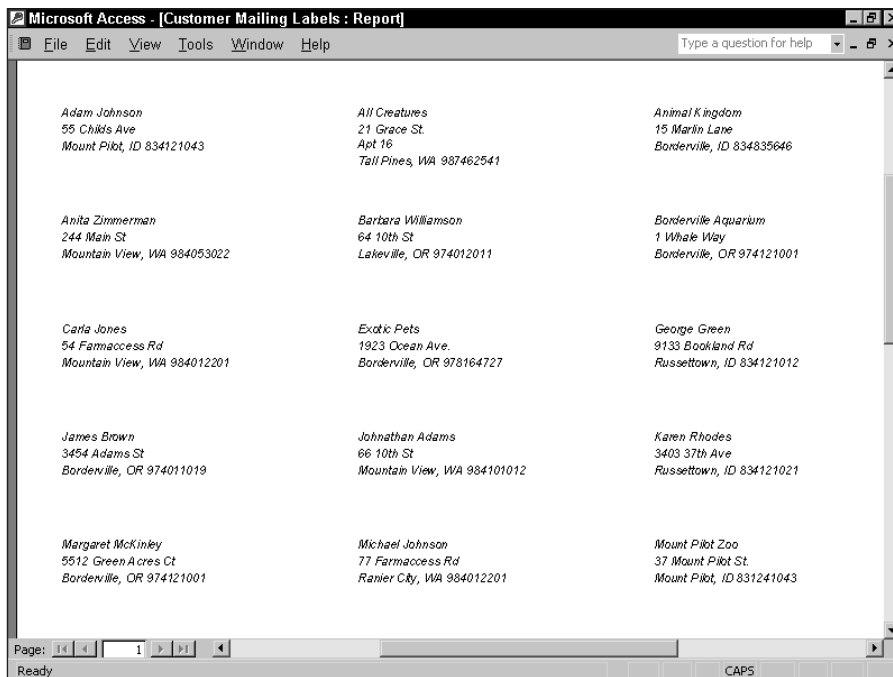 Microsoft Access - [Customer Mailing Labels : Report]
File Edit View Tools Window Help Type a question for help
Adam Johnson
55 Childs Ave
Mount Pilot, ID 834121043
All Creatures
21 Grace St.
Apt 16
Tall Pines, WA 987462541
Animal Kingdom
15 Marlin Lane
Borderville, ID 834835646
Anita Zimmerman
244 Main St
Mountain View, WA 984053022
Barbara Williamson
64 10th St
Lakeville, OR 974012011
Borderville Aquarium
1 Whale Way
Borderville, OR 974121001
Carla Jones
54 Farmaccess Rd
Mountain View, WA 984012201
Exotic Pets
1923 Ocean Ave.
Borderville, OR 978164727
George Green
9133 Bookland Rd
Russettown, ID 834121012
James Brown
3454 Adams St
Borderville, OR 974011019
Johnathan Adams
66 10th St
Mountain View, WA 984101012
Karen Rhodes
3403 37th Ave
Russettown, ID 834121021
Margaret McKinley
5512 Green Acres Ct
Borderville, OR 974121001
Michael Johnson
77 Farmaccess Rd
Ranier City, WA 984012201
Mount Pilot Zoo
37 Mount Pilot St.
Mount Pilot, ID 831241043
Page: 1
Ready CAPS